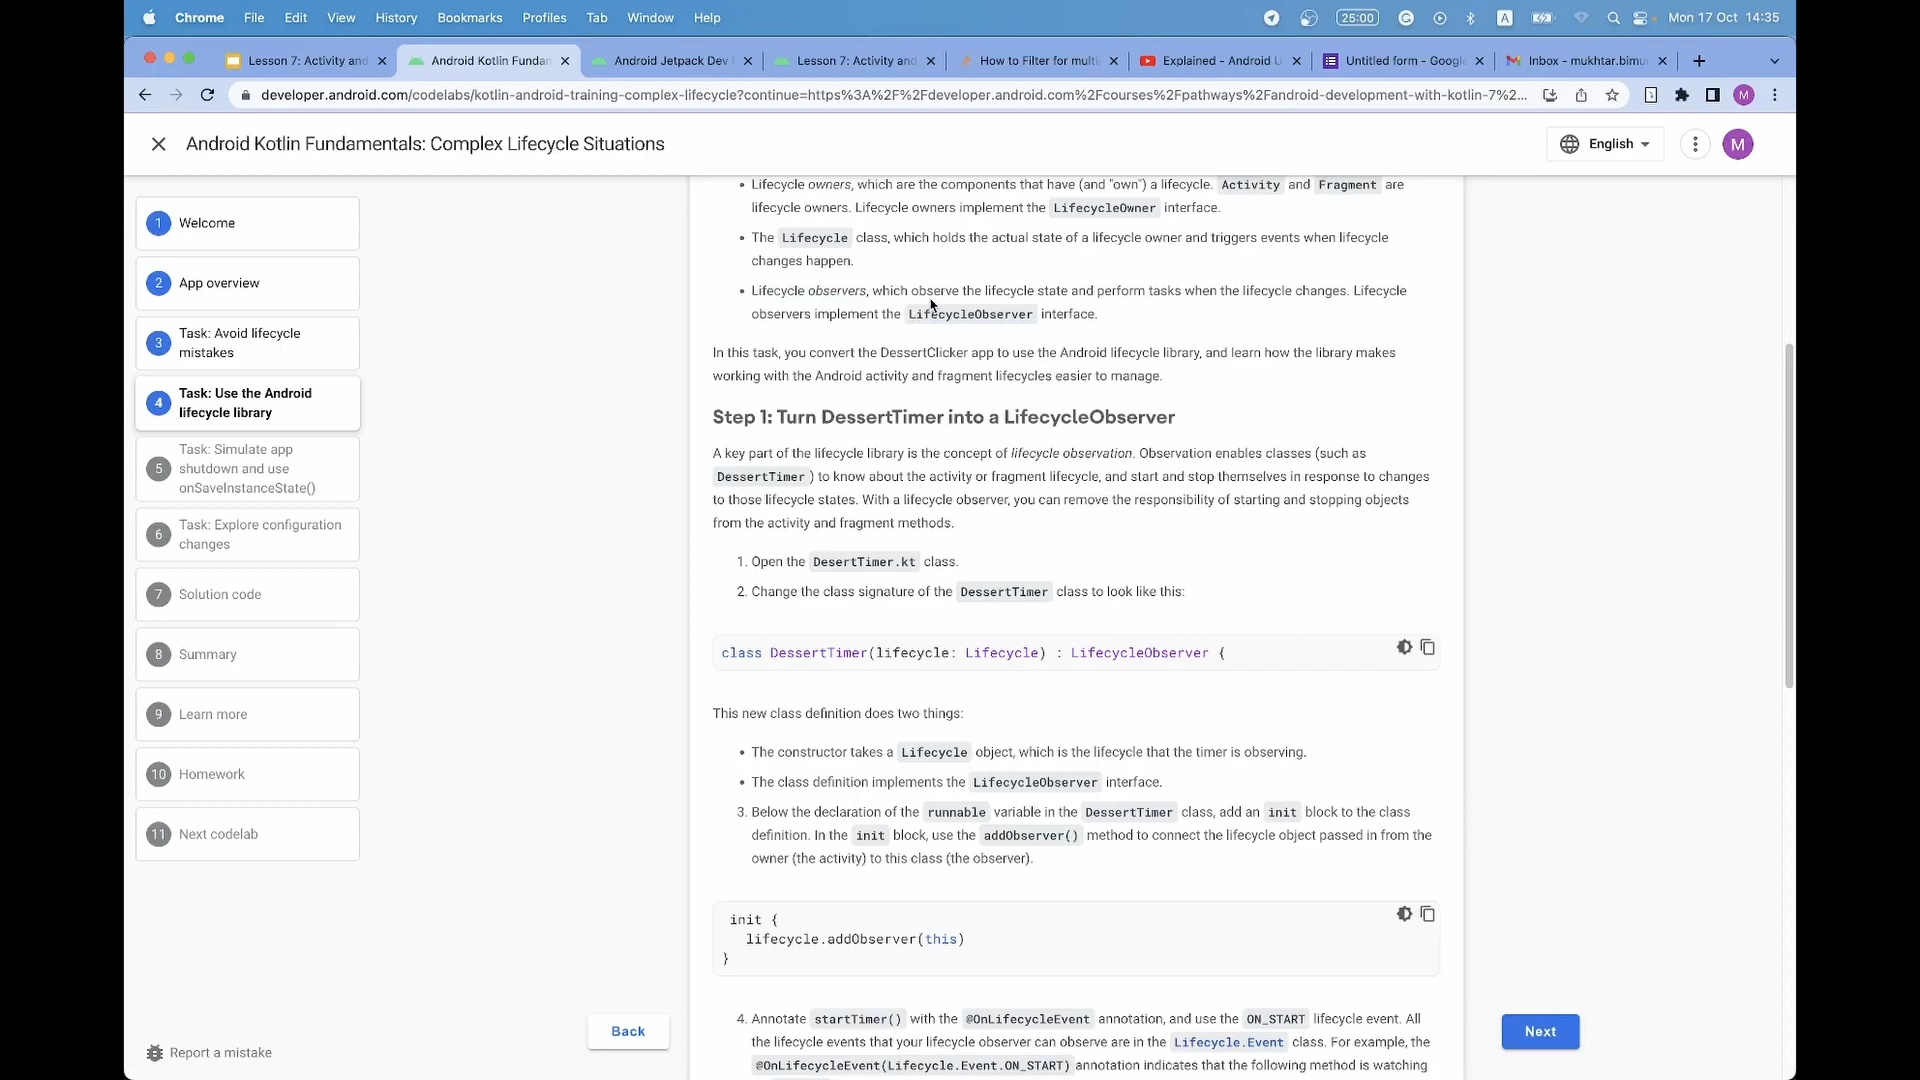 Chrome File Edit View History Bookmarks Profiles Tab Window Help 25:00 A Mon 17 Oct 14:35
Lesson 7: Activity and Android Kotlin Fundan Android Jetpack Dev Lesson 7: Activity and How to Filter for multi Explained - Android U Untitled form - Google Inbox - mukhtar.bimu
developer.android.com/codelabs/kotlin-android-training-complex-lifecycle?continue=https%3A%2F%2Fdeveloper.android.com%2Fcourses%2Fpathways%2Fandroid-development-with-kotlin-7%2... M
Android Kotlin Fundamentals: Complex Lifecycle Situations English M
1 Welcome
2 App overview
3 Task: Avoid lifecycle
mistakes
4 Task: Use the Android
lifecycle library
5 Task: Simulate app
shutdown and use
onSaveInstanceState()
6 Task: Explore configuration
changes
7 Solution code
8 Summary
9 Learn more
10 Homework
11 Next codelab
Report a mistake
• Lifecycle owners, which are the components that have (and "own") a lifecycle. Activity and Fragment are
lifecycle owners. Lifecycle owners implement the LifecycleOwner interface.
• The Lifecycle class, which holds the actual state of a lifecycle owner and triggers events when lifecycle
changes happen.
• Lifecycle observers, which observe the lifecycle state and perform tasks when the lifecycle changes. Lifecycle
observers implement the LifecycleObserver interface.
In this task, you convert the DessertClicker app to use the Android lifecycle library, and learn how the library makes
working with the Android activity and fragment lifecycles easier to manage.
Step 1: Turn DessertTimer into a LifecycleObserver
A key part of the lifecycle library is the concept of lifecycle observation. Observation enables classes (such as
DessertTimer ) to know about the activity or fragment lifecycle, and start and stop themselves in response to changes
to those lifecycle states. With a lifecycle observer, you can remove the responsibility of starting and stopping objects
from the activity and fragment methods.
1. Open the DesertTimer.kt class.
2. Change the class signature of the DessertTimer class to look like this:
class DessertTimer(lifecycle: Lifecycle) : LifecycleObserver {
This new class definition does two things:
• The constructor takes a Lifecycle object, which is the lifecycle that the timer is observing.
• The class definition implements the LifecycleObserver interface.
3. Below the declaration of the runnable variable in the DessertTimer class, add an init block to the class
definition. In the init block, use the addObserver() method to connect the lifecycle object passed in from the
owner (the activity) to this class (the observer).
init {
lifecycle.addObserver(this)
}
4. Annotate startTimer() with the @OnLifecycleEvent annotation, and use the ON_START lifecycle event. All
the lifecycle events that your lifecycle observer can observe are in the Lifecycle.Event class. For example, the
@OnLifecycleEvent(Lifecycle.Event.ON_START) annotation indicates that the following method is watching
Back
Next